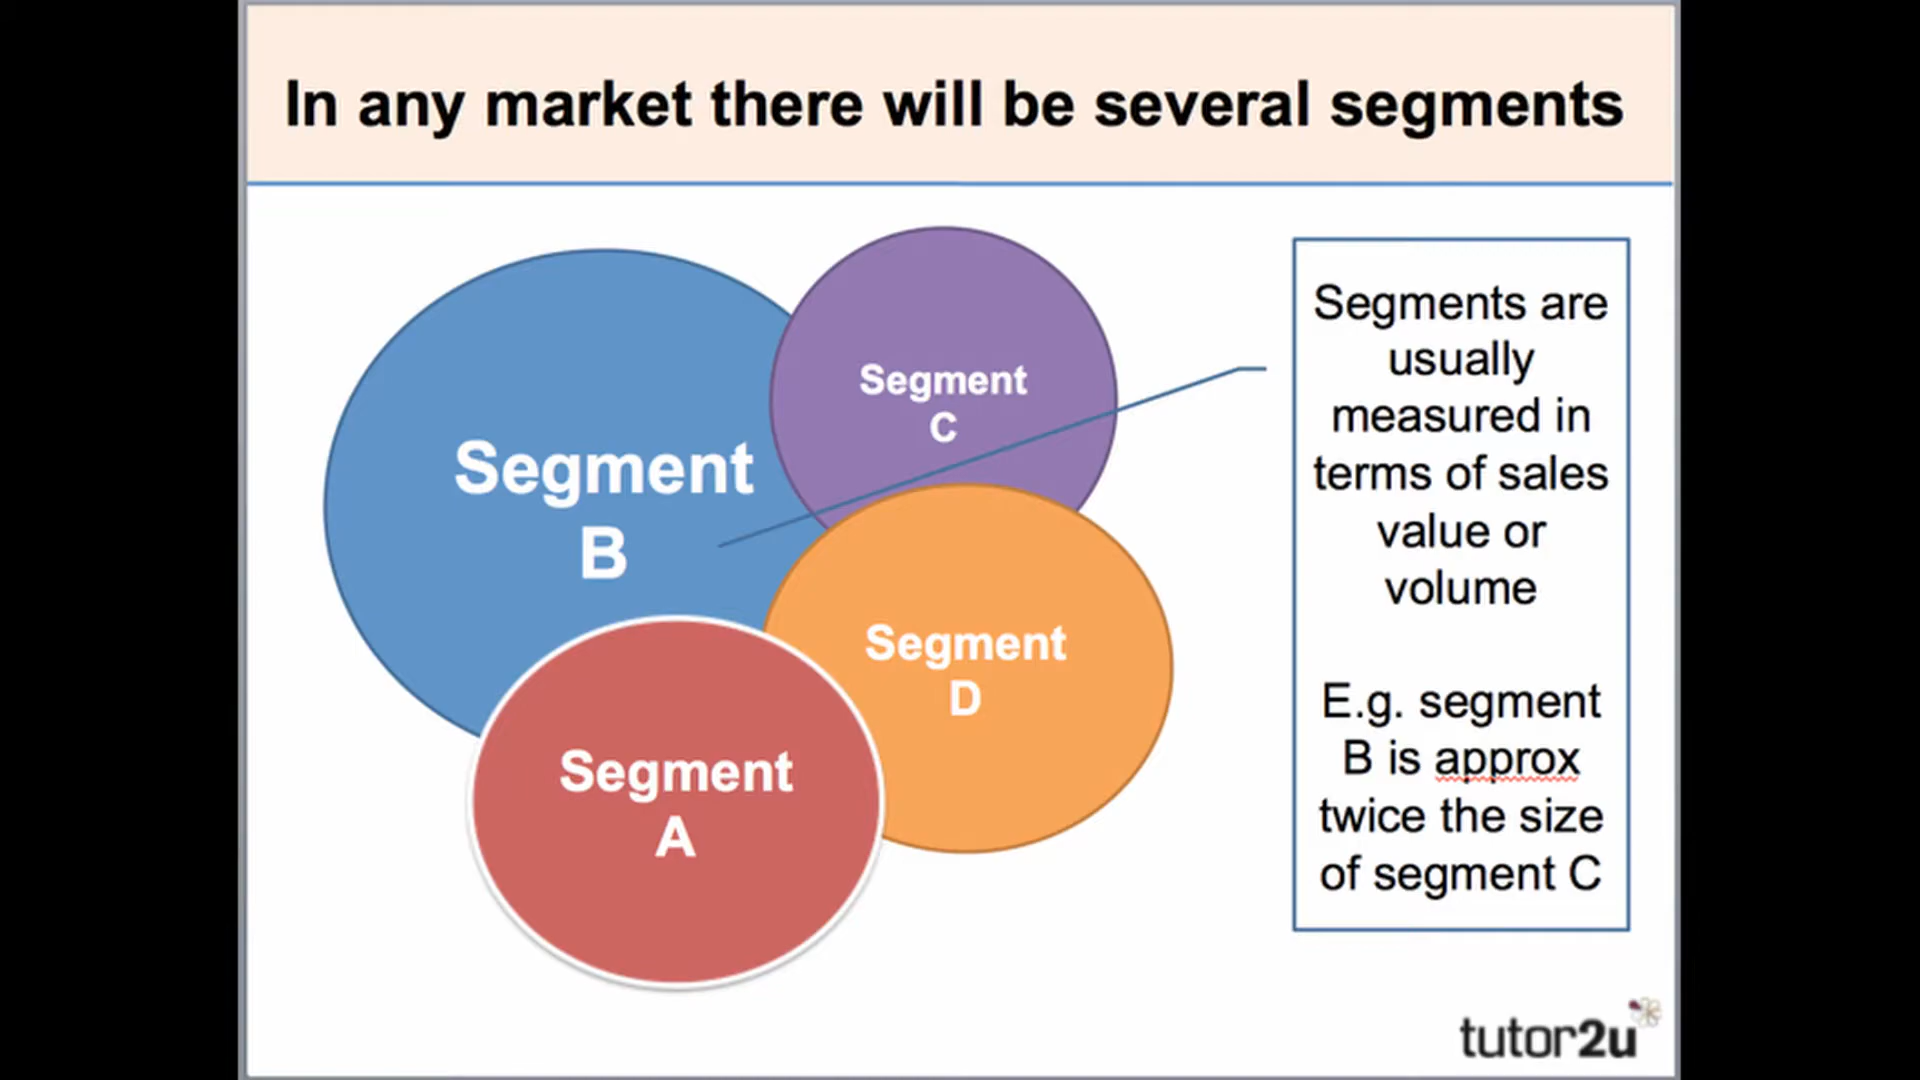 In any market there will be several segments
Segment
B
Segment
C
Segment
D
Segment
A
Segments are
usually
measured in
terms of sales
value or
volume
E.g. segment
B is approx
twice the size
of segment C
tutor2u